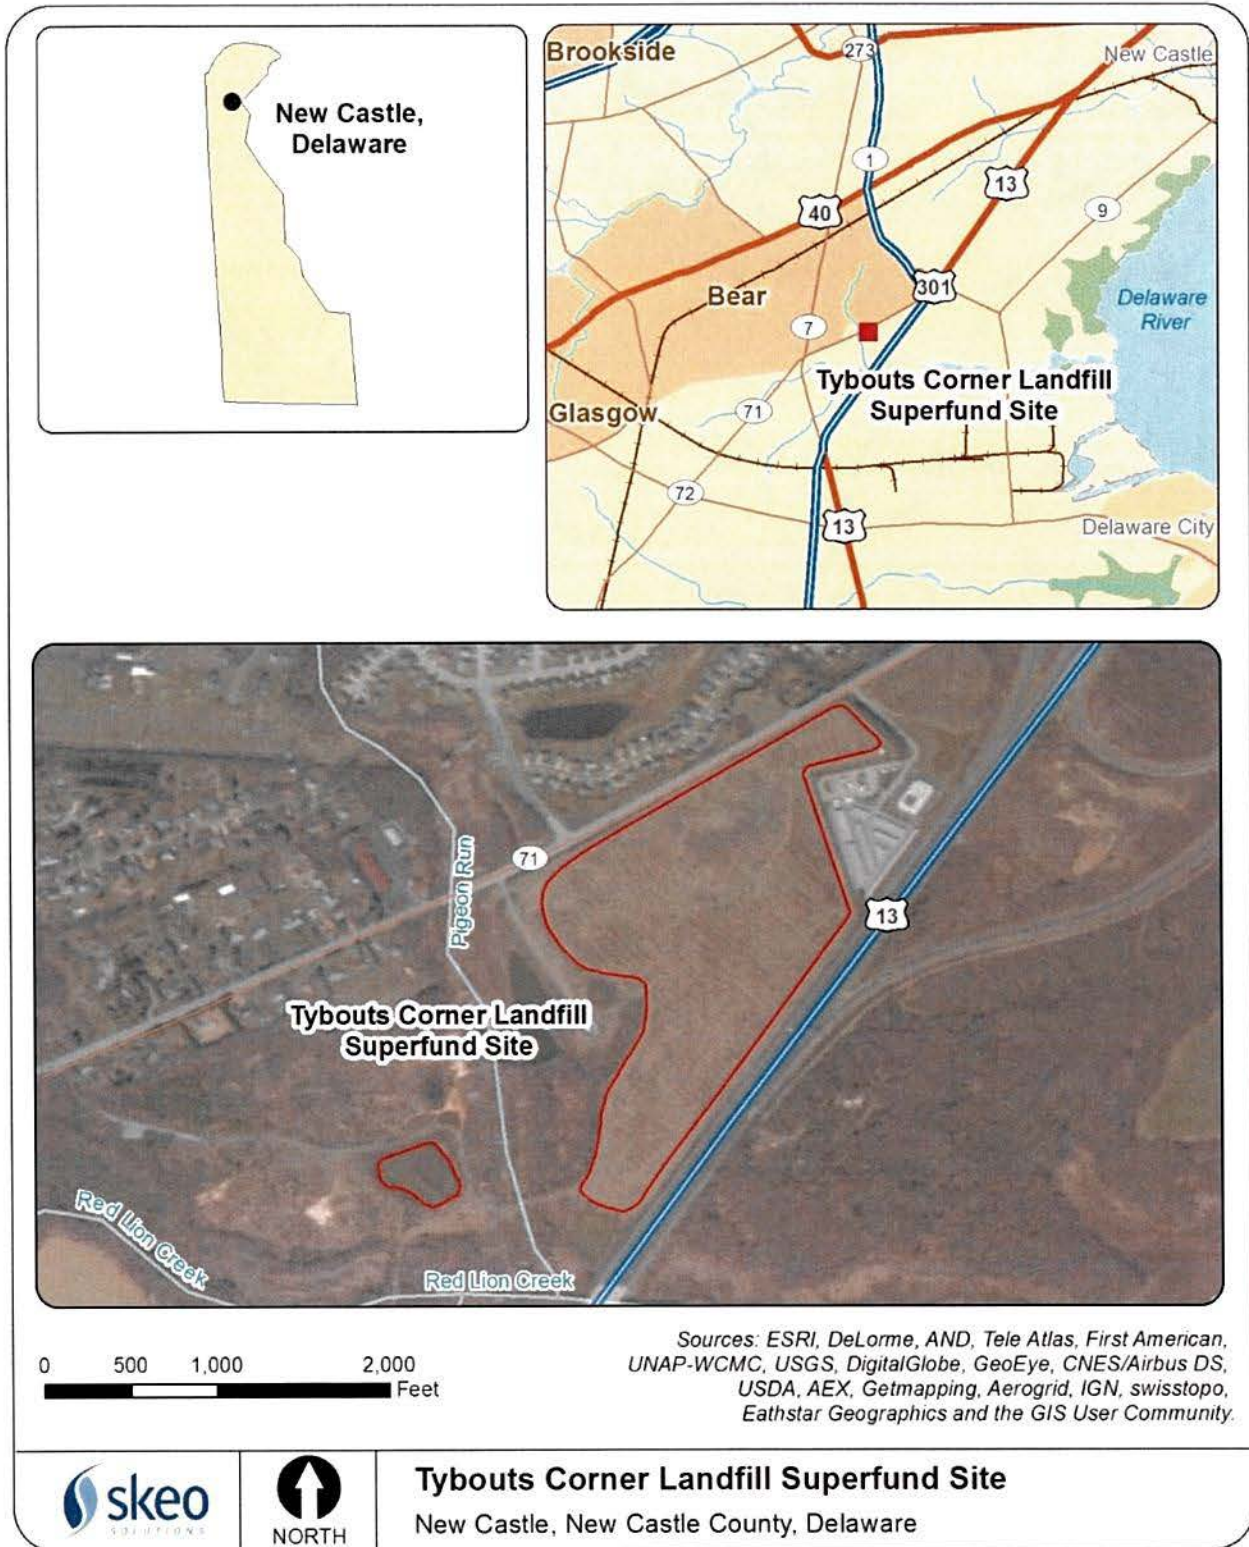 New Castle,
Delaware
Brookside
273
New Castle
1
13
40
9
301
Bear
Delaware
River
7
Tybouts Corner Landfill
Superfund Site
Glasgow
71
72
13
Delaware City
71
Pigeon Run
13
Tybouts Corner Landfill
Superfund Site
Red Lion Creek
Red Lion Creek
0 500 1,000 2,000
Feet
Sources: ESRI, DeLorme, AND, Tele Atlas, First American,
UNAP-WCMC, USGS, DigitalGlobe, GeoEye, CNES/Airbus DS,
USDA, AEX, Getmapping, Aerogrid, IGN, swisstopo,
Eathstar Geographics and the GIS User Community.
skeo
SOLUTIONS
NORTH
Tybouts Corner Landfill Superfund Site
New Castle, New Castle County, Delaware